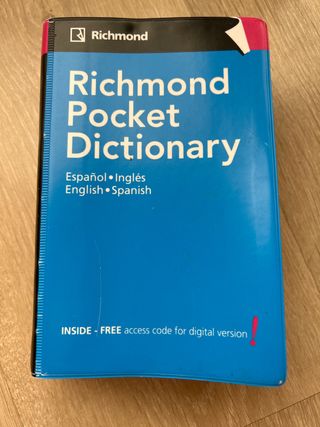 Richmond
Richmond
Pocket
Dictionary
Español • Inglés
English • Spanish
INSIDE - FREE access code for digital version !